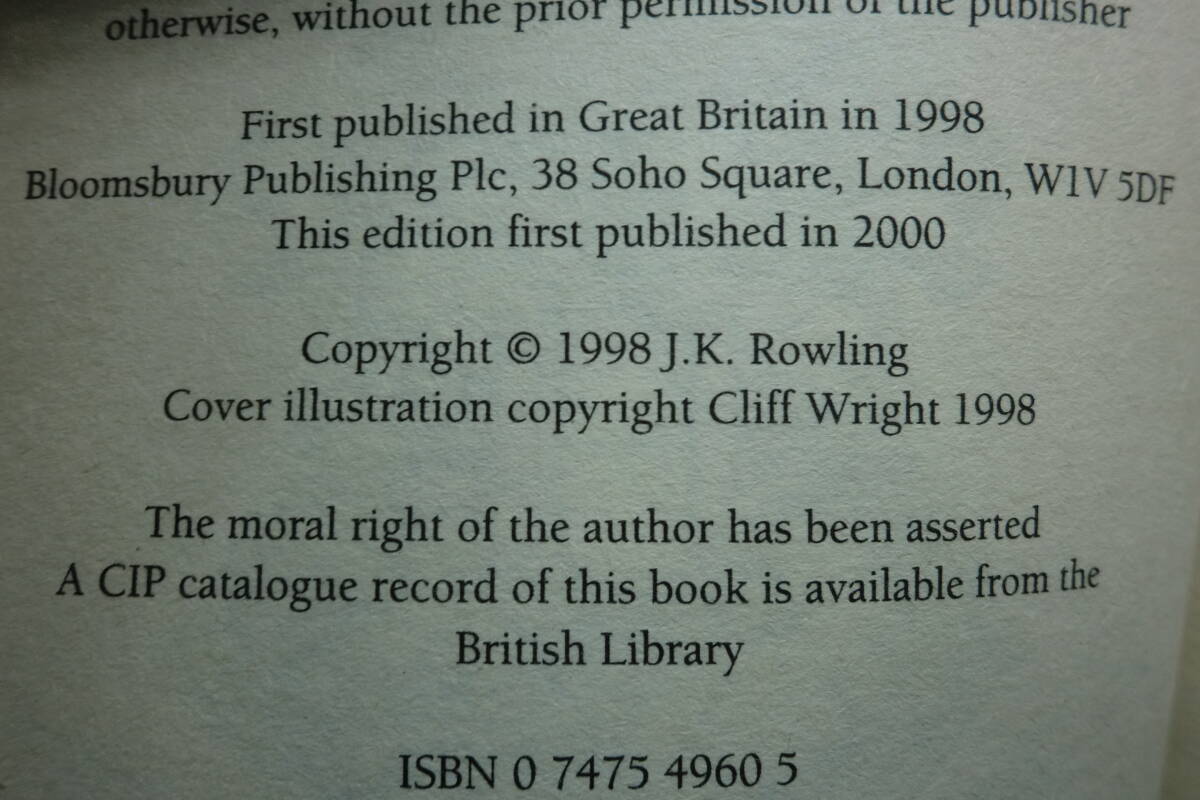 otherwise, without the prior permission of the publisher
First published in Great Britain in 1998
Bloomsbury Publishing Plc, 38 Soho Square, London, W1V 5DF
This edition first published in 2000
Copyright © 1998 J.K. Rowling
Cover illustration copyright Cliff Wright 1998
The moral right of the author has been asserted
A CIP catalogue record of this book is available from the
British Library
ISBN 0 7475 4960 5